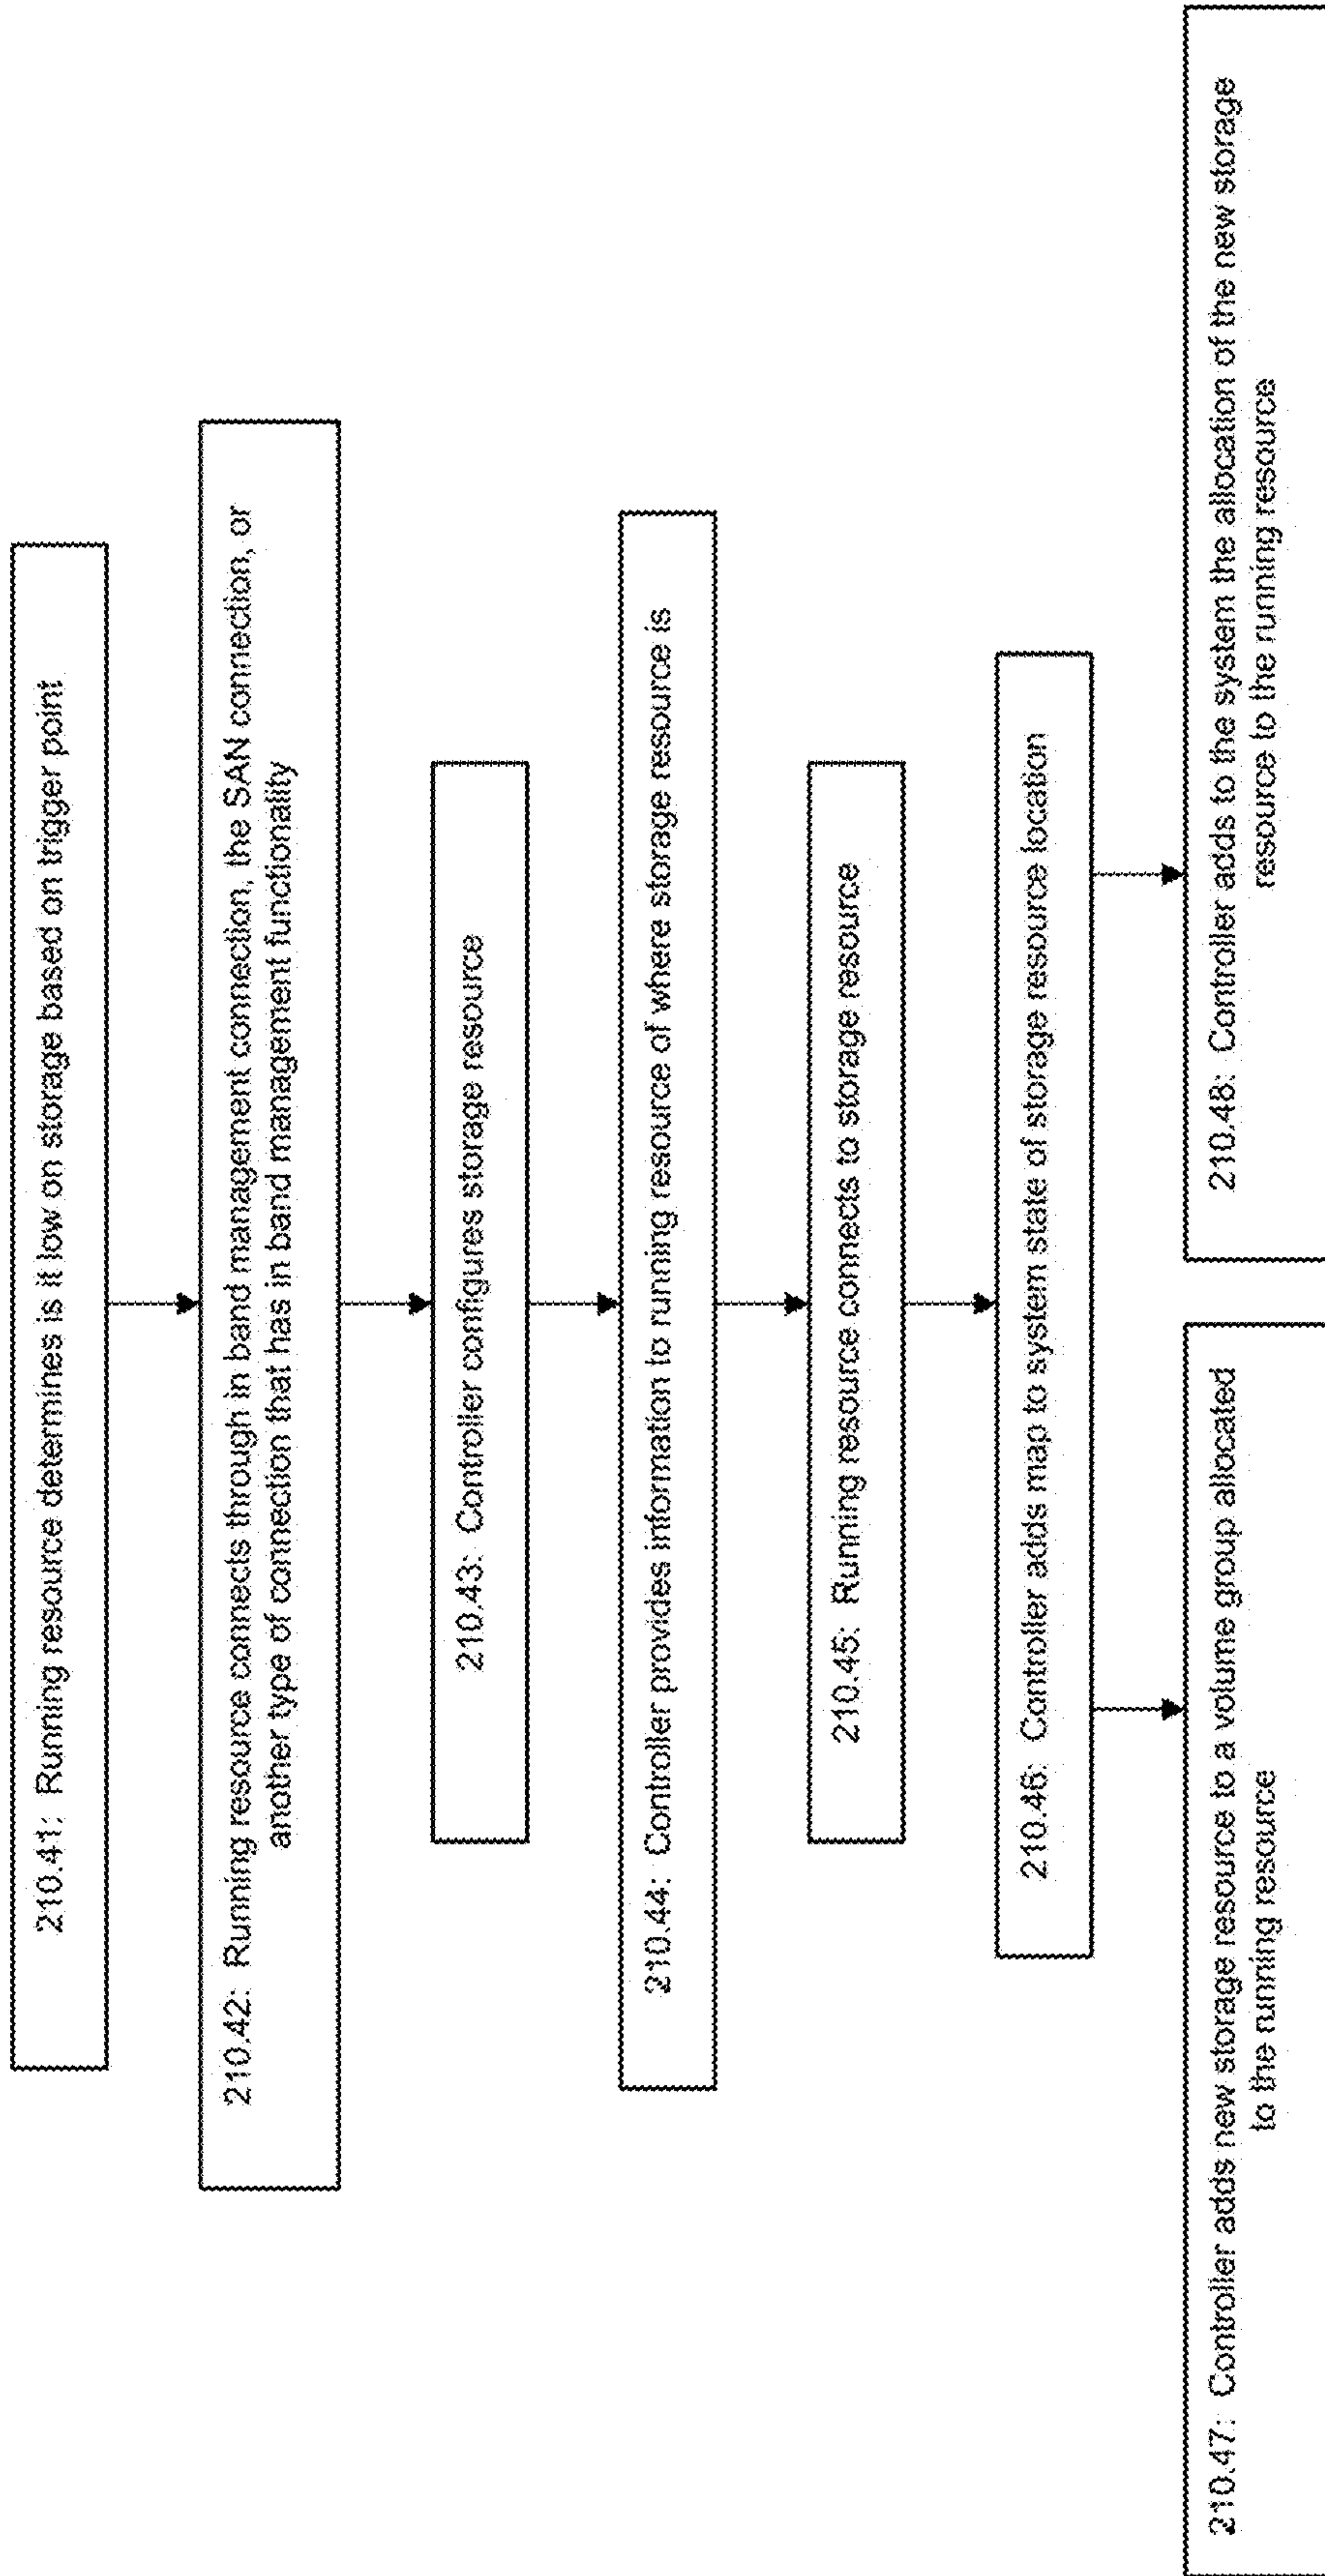 210.41: Running resource determines is it low on storage based on trigger point
210.42: Running resource connects through in band management connection, the SAN connection, or
another type of connection that has in band management functionality
210.43: Controller configures storage resource
210.44: Controller provides information to running resource of where storage resource is
210.45: Running resource connects to storage resource
210.46: Controller adds map to system state of storage resource location
210.47: Controller adds new storage resource to a volume group allocated
to the running resource
210.48: Controller adds to the system the allocation of the new storage
resource to the running resource